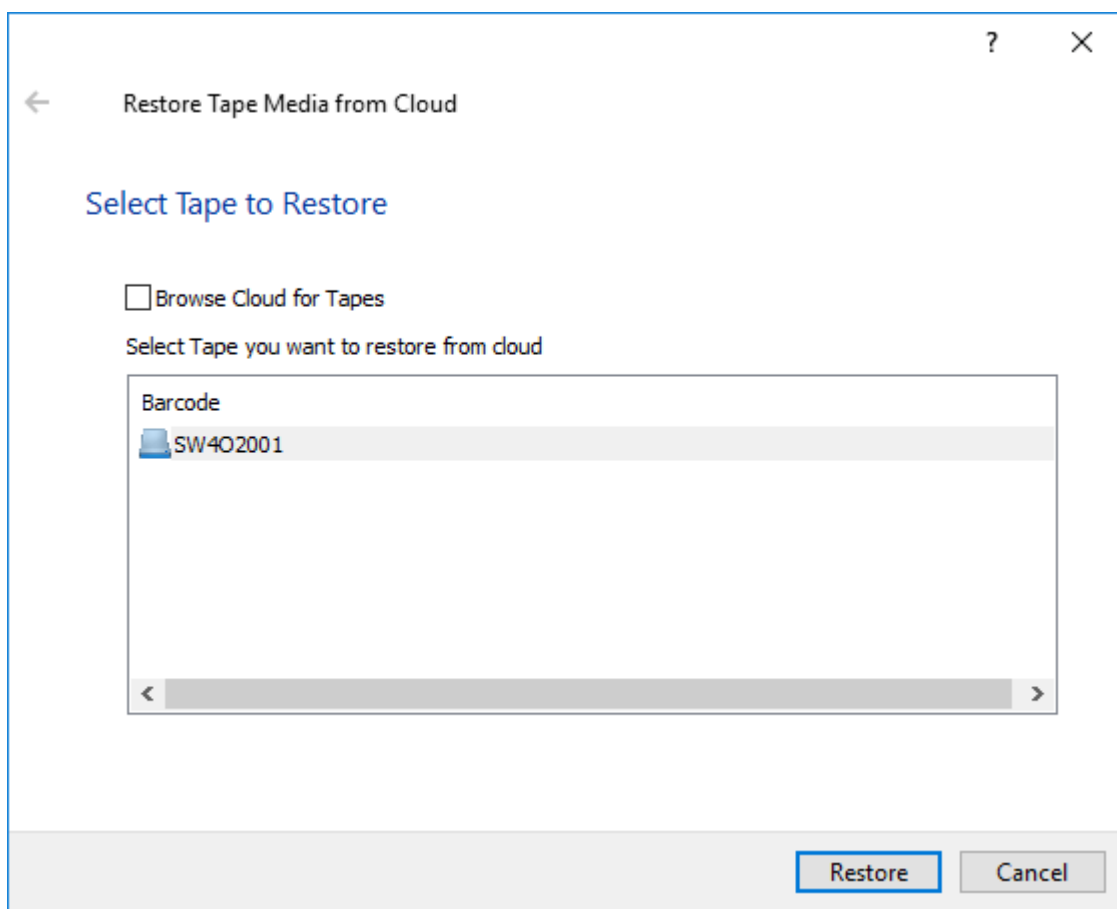 ?
Restore Tape Media from Cloud
Select Tape to Restore
Browse Cloud for Tapes
Select Tape you want to restore from cloud
Barcode
SW4O2001
Restore Cancel